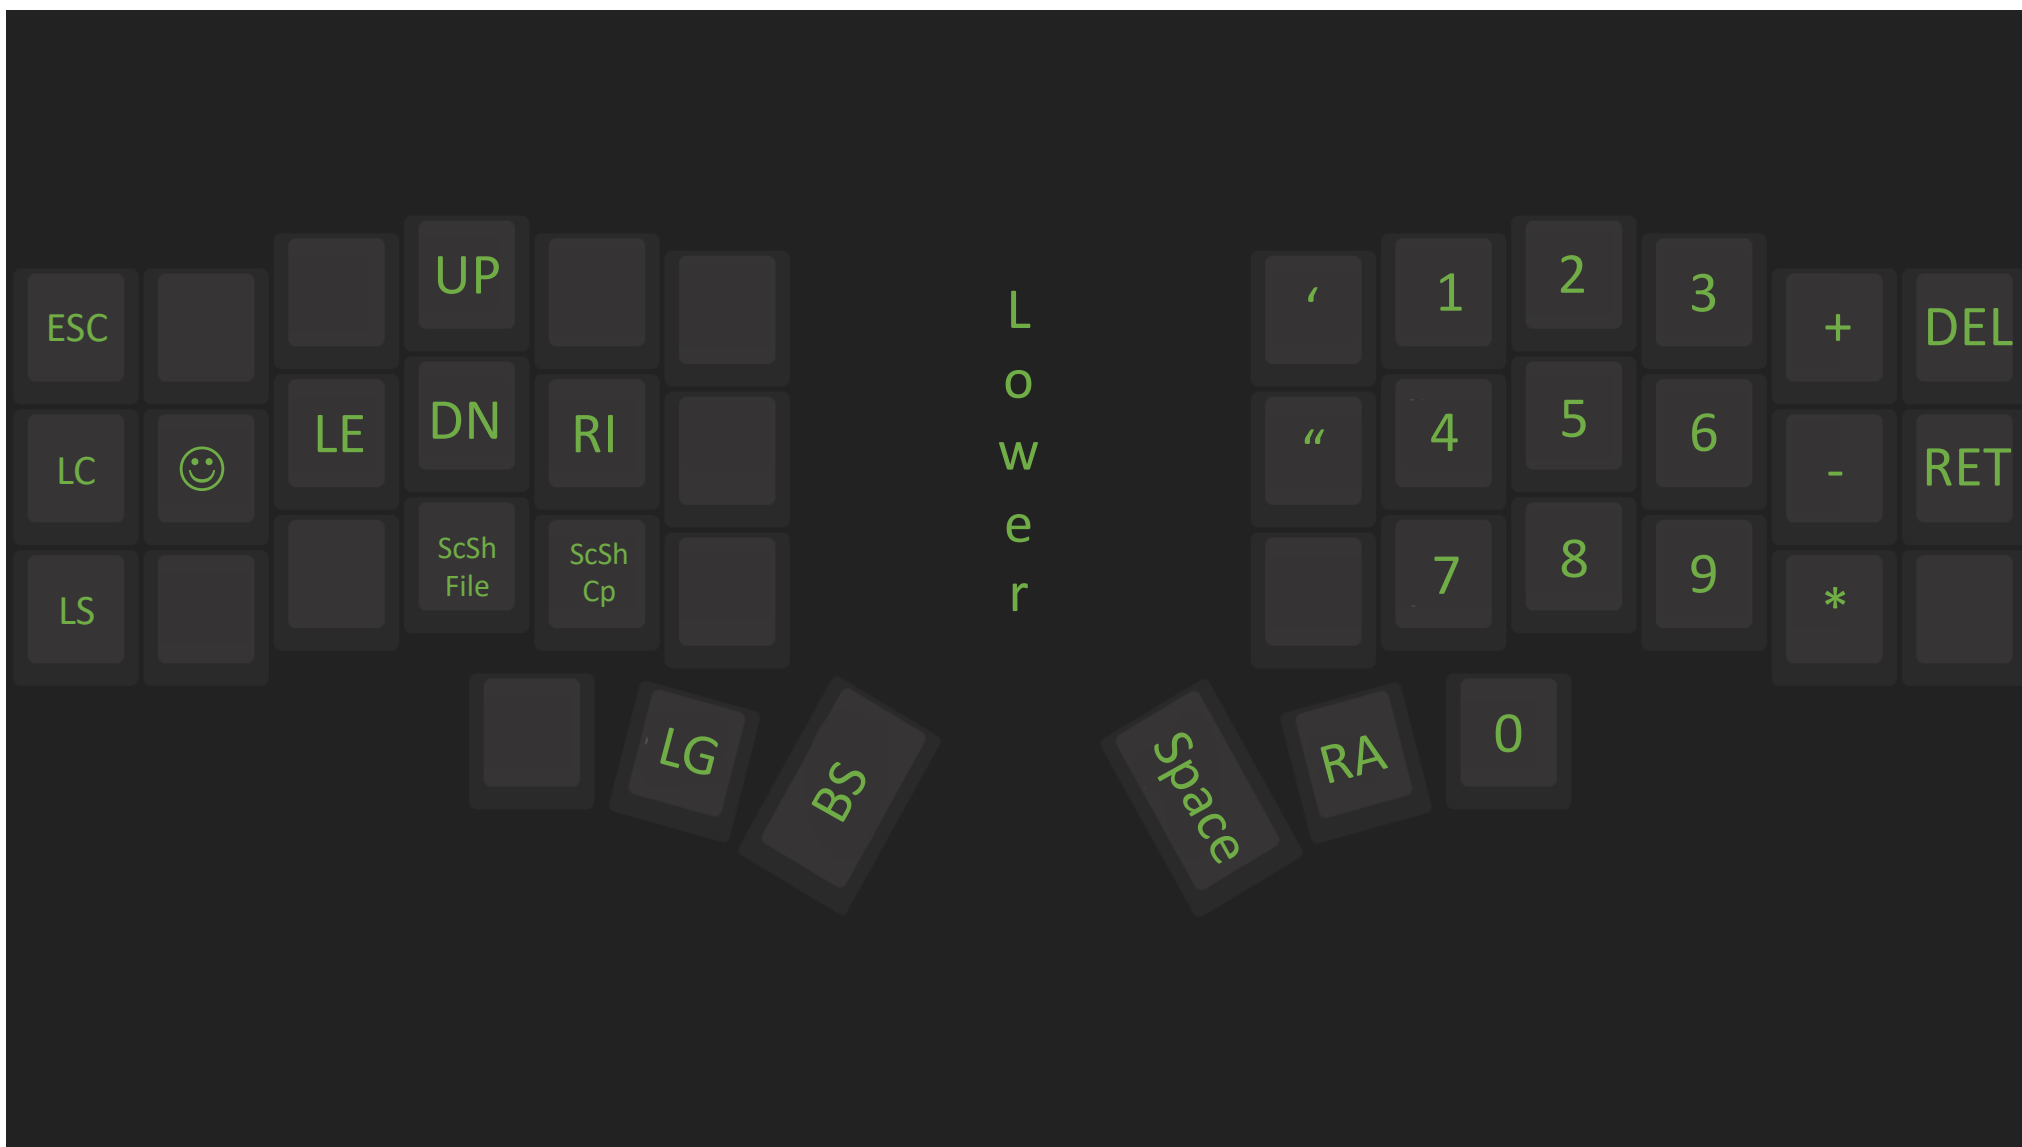 ESC
UP
LC
☺
LE
DN
RI
LS
ScSh
File
ScSh
Cp
LG
BS
L
o
w
e
r
‘
1
2
3
+
DEL
“
4
5
6
-
RET
7
8
9
*
Space
RA
0